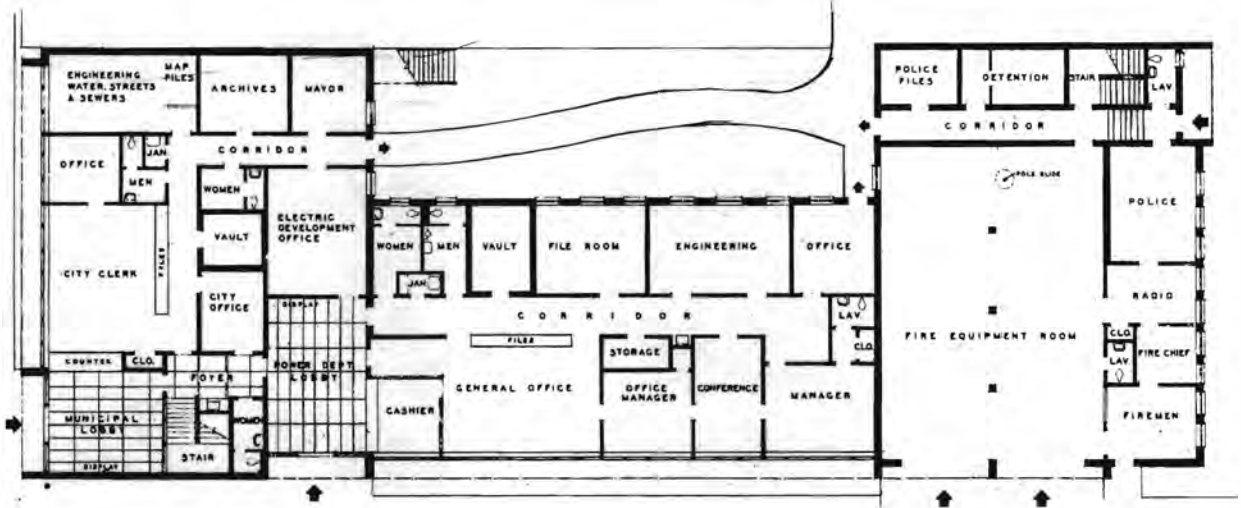 ENGINEERING
WATER, STREETS
& SEWERS
MAP
FILES
ARCHIVES
MAYOR
CORRIDOR
OFFICE
JAN
MEN
WOMEN
VAULT
ELECTRIC
DEVELOPMENT
OFFICE
CITY CLERK
FILES
CITY
OFFICE
DISPLAY
COUNTER
CLO.
FOYER
POWER DEPT
LOBBY
MUNICIPAL
LOBBY
DISPLAY
STAIR
WOMEN
WOMEN
MEN
JAN
VAULT
FILE ROOM
ENGINEERING
OFFICE
CORRIDOR
LAV.
CLO.
FILES
STORAGE
GENERAL OFFICE
CASHIER
OFFICE
MANAGER
CONFERENCE
MANAGER
POLICE
FILES
DETENTION
STAIR
LAV.
CORRIDOR
POLE SLIDE
POLICE
RADIO
FIRE EQUIPMENT ROOM
CLO.
LAV
FIRE CHIEF
FIREMEN